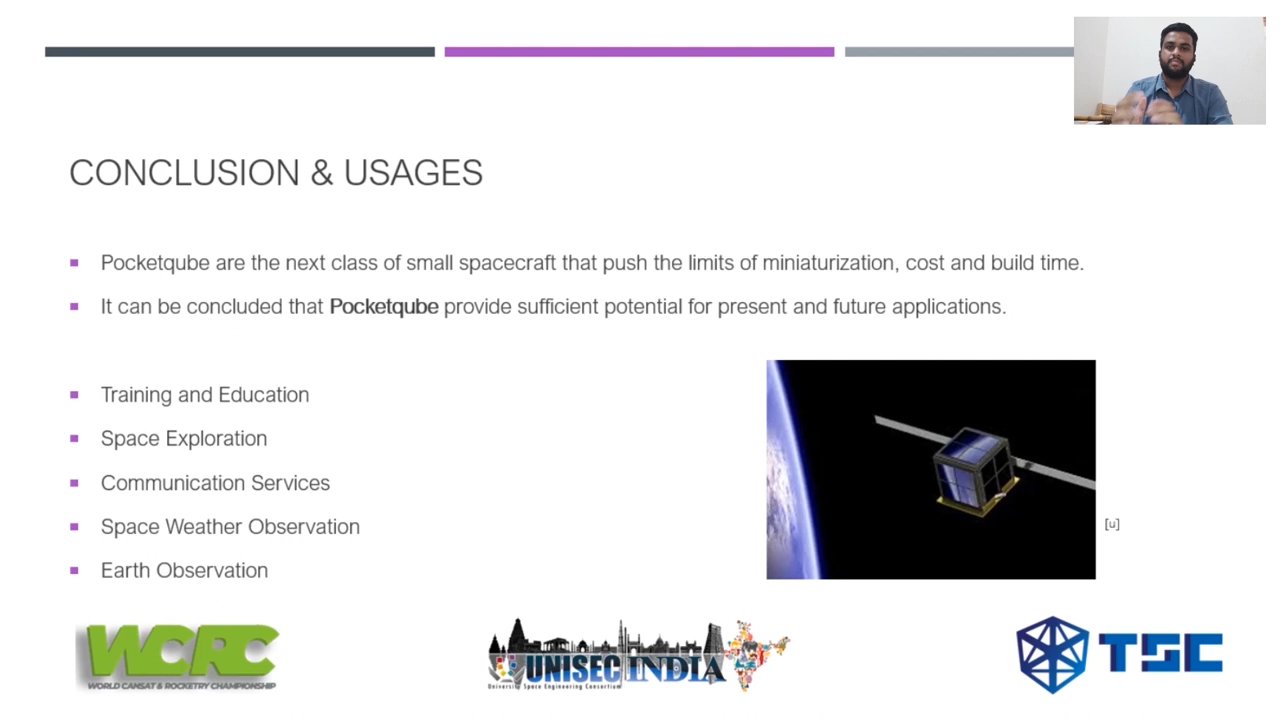 CONCLUSION & USAGES
Pocketqube are the next class of small spacecraft that push the limits of miniaturization, cost and build time.
It can be concluded that Pocketqube provide sufficient potential for present and future applications.
Training and Education
Space Exploration
Communication Services
Space Weather Observation
Earth Observation
[u]
WCRC
WORLD CANSAT & ROCKETRY CHAMPIONSHIP
UNISEC INDIA
University Space Engineering Consortium
TSC